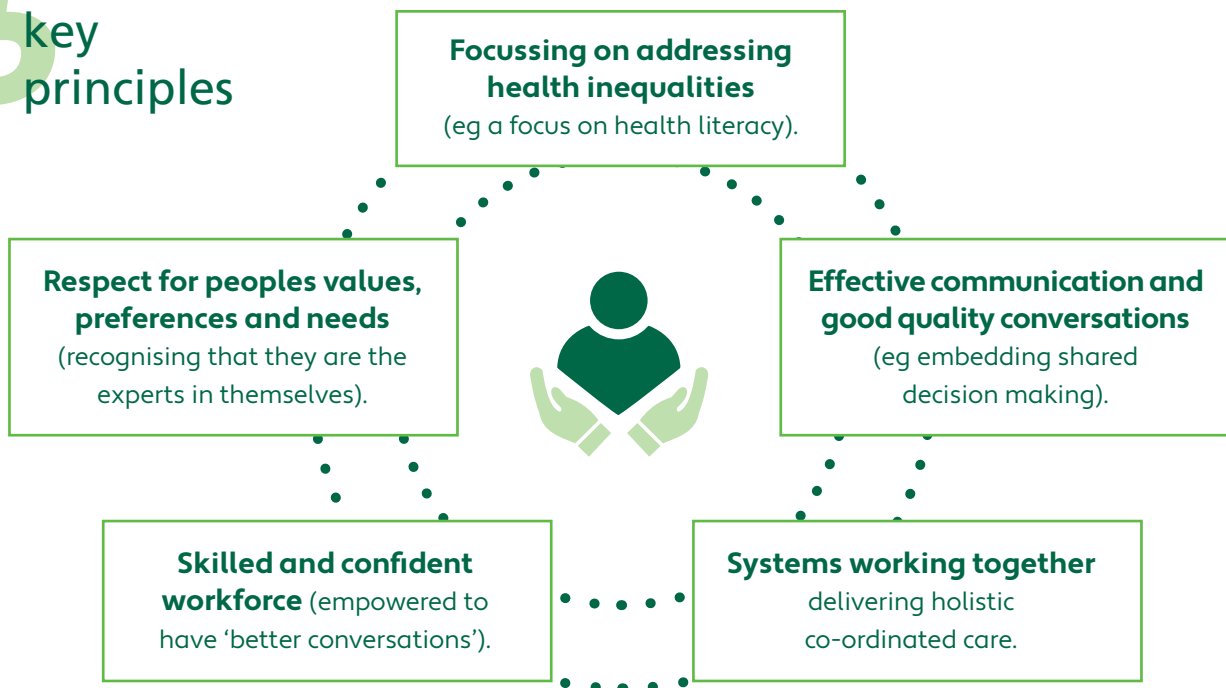 key
principles
Focussing on addressing
health inequalities
(eg a focus on health literacy).
Respect for peoples values,
preferences and needs
(recognising that they are the
experts in themselves).
Effective communication and
good quality conversations
(eg embedding shared
decision making).
Skilled and confident
workforce (empowered to
have ‘better conversations’).
Systems working together
delivering holistic
co-ordinated care.